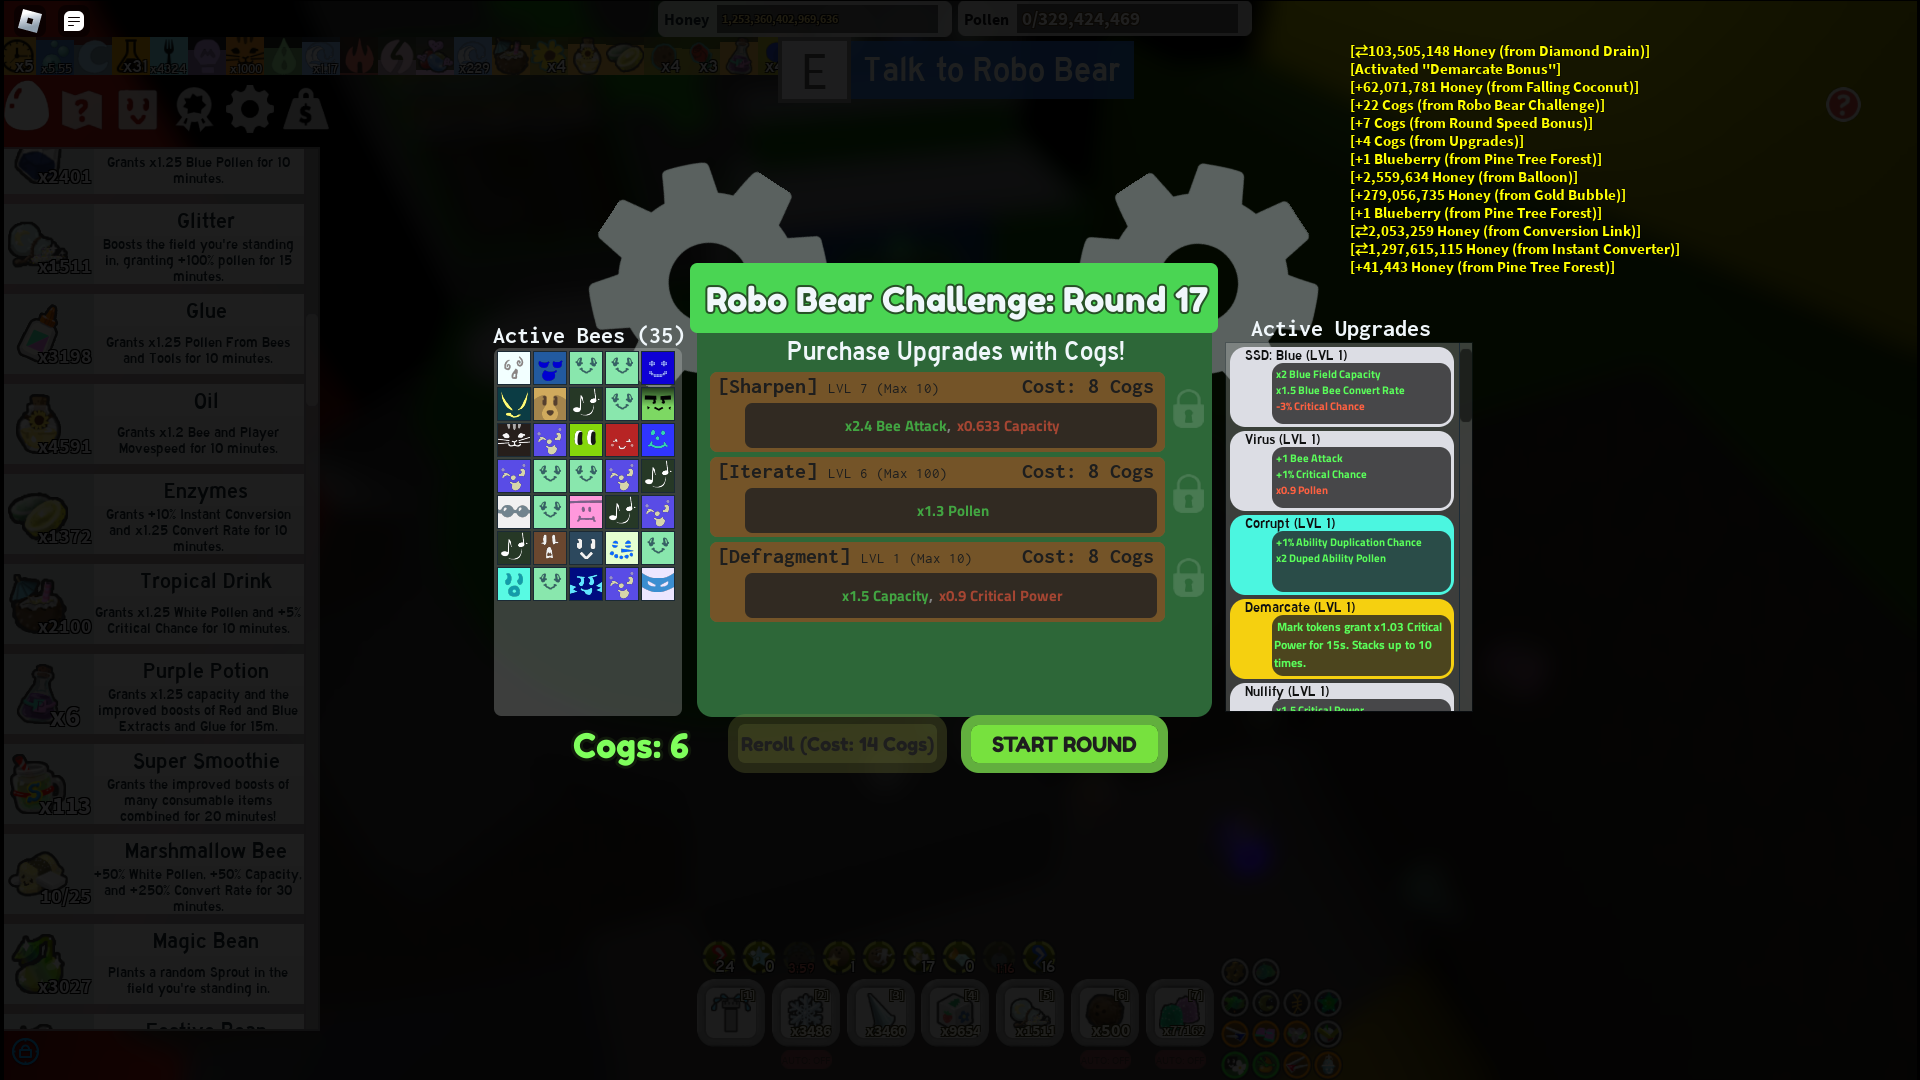 Honey 1,253,360,402,969,636
Pollen 0/329,424,469
x5 x5.55 x31 x4824 x1000 x1.17 x229 x4 x4 x3
E Talk to Robo Bear
[⇄103,505,148 Honey (from Diamond Drain)]
[Activated "Demarcate Bonus"]
[+62,071,781 Honey (from Falling Coconut)]
[+22 Cogs (from Robo Bear Challenge)]
[+7 Cogs (from Round Speed Bonus)]
[+4 Cogs (from Upgrades)]
[+1 Blueberry (from Pine Tree Forest)]
[+2,559,634 Honey (from Balloon)]
[+279,056,735 Honey (from Gold Bubble)]
[+1 Blueberry (from Pine Tree Forest)]
[⇄2,053,259 Honey (from Conversion Link)]
[⇄1,297,615,115 Honey (from Instant Converter)]
[+41,443 Honey (from Pine Tree Forest)]
?
x2401
Grants x1.25 Blue Pollen for 10
minutes.
Glitter
x1511
Boosts the field you're standing
in, granting +100% pollen for 15
minutes.
Glue
x3198
Grants x1.25 Pollen From Bees
and Tools for 10 minutes.
Oil
x4591
Grants x1.2 Bee and Player
Movespeed for 10 minutes.
Enzymes
x1372
Grants +10% Instant Conversion
and x1.25 Convert Rate for 10
minutes.
Tropical Drink
x2100
Grants x1.25 White Pollen and +5%
Critical Chance for 10 minutes.
Purple Potion
x6
Grants x1.25 capacity and the
improved boosts of Red and Blue
Extracts and Glue for 15m.
Super Smoothie
x113
Grants the improved boosts of
many consumable items
combined for 20 minutes!
Marshmallow Bee
10/25
+50% White Pollen, +50% Capacity,
and +250% Convert Rate for 30
minutes.
Magic Bean
x3027
Plants a random Sprout in the
field you're standing in.
Festive Bean
Active Bees (35)
Robo Bear Challenge: Round 17
Purchase Upgrades with Cogs!
[Sharpen] LVL 7 (Max 10) Cost: 8 Cogs
x2.4 Bee Attack, x0.633 Capacity
[Iterate] LVL 6 (Max 100) Cost: 8 Cogs
x1.3 Pollen
[Defragment] LVL 1 (Max 10) Cost: 8 Cogs
x1.5 Capacity, x0.9 Critical Power
Cogs: 6
Reroll (Cost: 14 Cogs)
START ROUND
Active Upgrades
SSD: Blue (LVL 1)
x2 Blue Field Capacity
x1.5 Blue Bee Convert Rate
-3% Critical Chance
Virus (LVL 1)
+1 Bee Attack
+1% Critical Chance
x0.9 Pollen
Corrupt (LVL 1)
+1% Ability Duplication Chance
x2 Duped Ability Pollen
Demarcate (LVL 1)
Mark tokens grant x1.03 Critical
Power for 15s. Stacks up to 10
times.
Nullify (LVL 1)
x1.5 Critical Power
24 0 1 17 0 16
[1] [2] [3] [4] [5] [6] [7]
x3486 x3460 x9654 x1511 x500 x77162